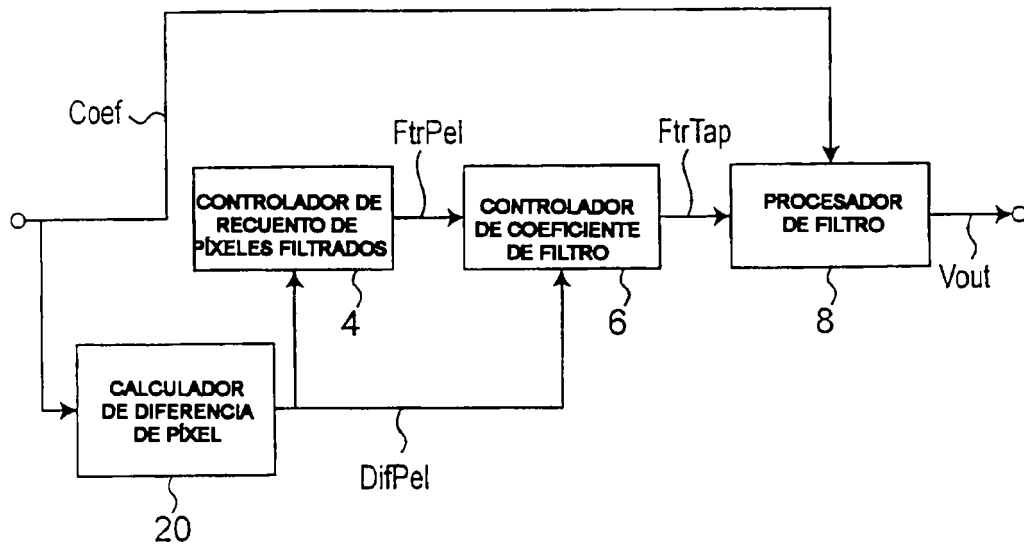 Coef
FtrPel
FtrTap
CONTROLADOR DE
RECUENTO DE
PÍXELES FILTRADOS
CONTROLADOR
DE COEFICIENTE
DE FILTRO
PROCESADOR
DE FILTRO
Vout
4
6
8
CALCULADOR
DE DIFERENCIA
DE PÍXEL
DifPel
20